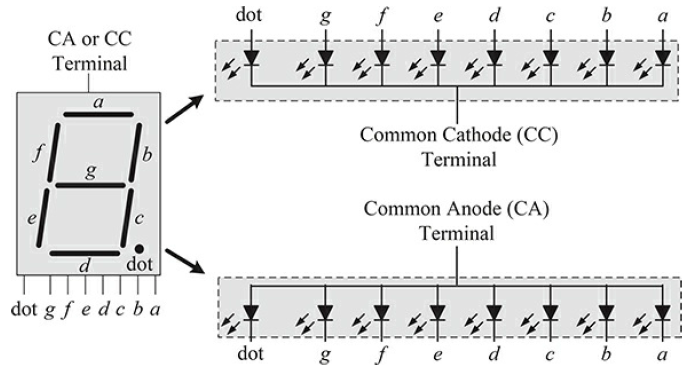 CA or CC
Terminal
a
f
b
g
e
c
d
dot
dot g f e d c b a
dot g f e d c b a
Common Cathode (CC)
Terminal
Common Anode (CA)
Terminal
dot g f e d c b a